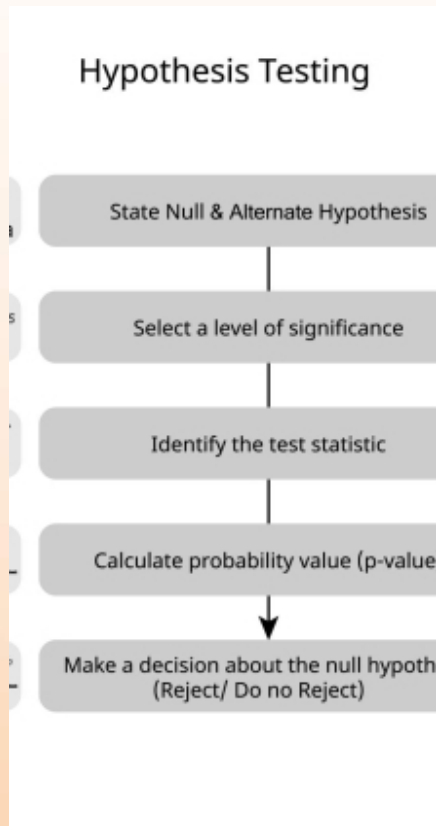 Hypothesis Testing
State Null & Alternate Hypothesis
Select a level of significance
Identify the test statistic
Calculate probability value (p-value
Make a decision about the null hypoth
(Reject/ Do no Reject)